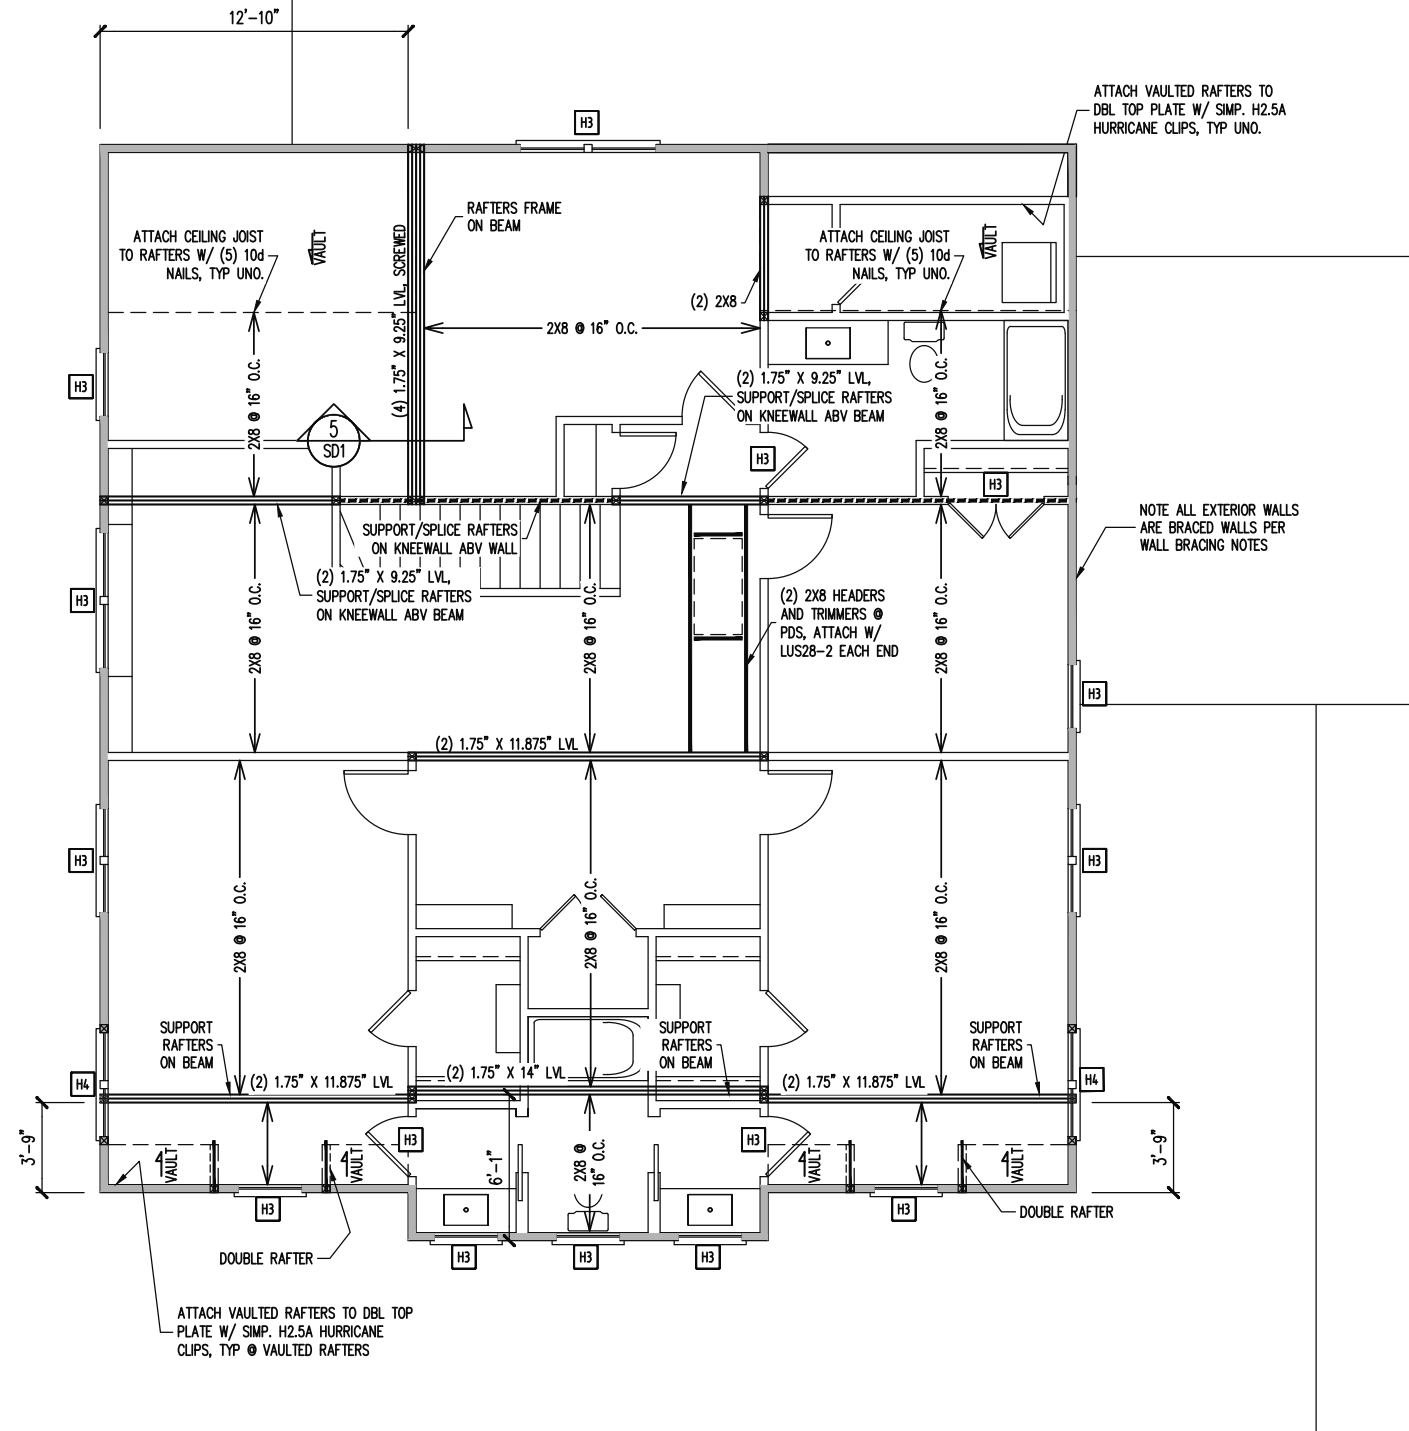 12'-10"
H3
ATTACH VAULTED RAFTERS TO
DBL TOP PLATE W/ SIMP. H2.5A
HURRICANE CLIPS, TYP UNO.
RAFTERS FRAME
ON BEAM
ATTACH CEILING JOIST
TO RAFTERS W/ (5) 10d
NAILS, TYP UNO.
VAULT
(4) 1.75" X 9.25" LVL, SCREWED
ATTACH CEILING JOIST
TO RAFTERS W/ (5) 10d
NAILS, TYP UNO.
VAULT
(2) 2X8
2X8 @ 16" O.C.
H3
2X8 @ 16" O.C.
(2) 1.75" X 9.25" LVL,
SUPPORT/SPLICE RAFTERS
ON KNEEWALL ABV BEAM
2X8 @ 16" O.C.
5
SD1
H3
H3
SUPPORT/SPLICE RAFTERS
ON KNEEWALL ABV WALL
NOTE ALL EXTERIOR WALLS
ARE BRACED WALLS PER
WALL BRACING NOTES
H3
2X8 @ 16" O.C.
(2) 1.75" X 9.25" LVL,
SUPPORT/SPLICE RAFTERS
ON KNEEWALL ABV BEAM
2X8 @ 16" O.C.
(2) 2X8 HEADERS
AND TRIMMERS @
PDS, ATTACH W/
LUS28-2 EACH END
2X8 @ 16" O.C.
H3
(2) 1.75" X 11.875" LVL
H3
H3
2X8 @ 16" O.C.
2X8 @ 16" O.C.
2X8 @ 16" O.C.
SUPPORT
RAFTERS
ON BEAM
SUPPORT
RAFTERS
ON BEAM
SUPPORT
RAFTERS
ON BEAM
H4
(2) 1.75" X 11.875" LVL
(2) 1.75" X 14" LVL
(2) 1.75" X 11.875" LVL
H4
3'-9"
4
VAULT
4
VAULT
H3
6'-1"
2X8 @
16" O.C.
H3
4
VAULT
4
VAULT
3'-9"
H3
H3
DOUBLE RAFTER
DOUBLE RAFTER
H3
H3
H3
ATTACH VAULTED RAFTERS TO DBL TOP
PLATE W/ SIMP. H2.5A HURRICANE
CLIPS, TYP @ VAULTED RAFTERS